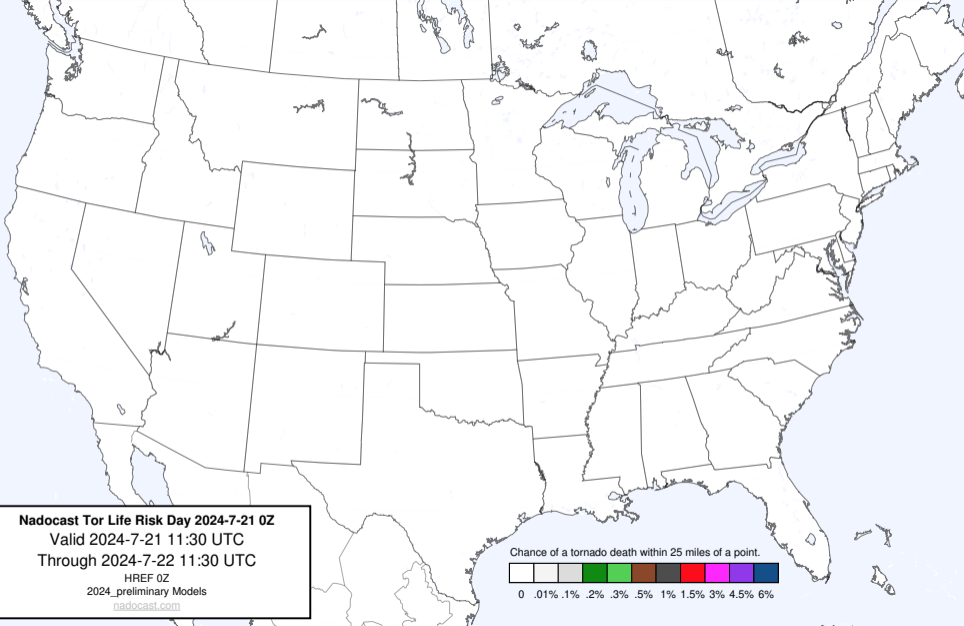 Nadocast Tor Life Risk Day 2024-7-21 0Z
Valid 2024-7-21 11:30 UTC
Through 2024-7-22 11:30 UTC
HREF 0Z
2024_preliminary Models
nadocast.com
Chance of a tornado death within 25 miles of a point.
0 .01% .1% .2% .3% .5% 1% 1.5% 3% 4.5% 6%